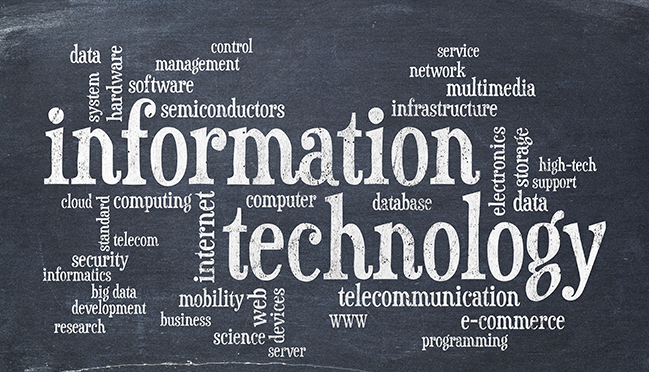 control
service
data
management
network
system
hardware
software
multimedia
semiconductors
infrastructure
information
electronics
storage
high-tech
support
cloud
computing
internet
computer
database
data
standard
telecom
technology
security
informatics
big data
mobility
web
devices
telecommunication
development
business
WWW
e-commerce
research
science
programming
server